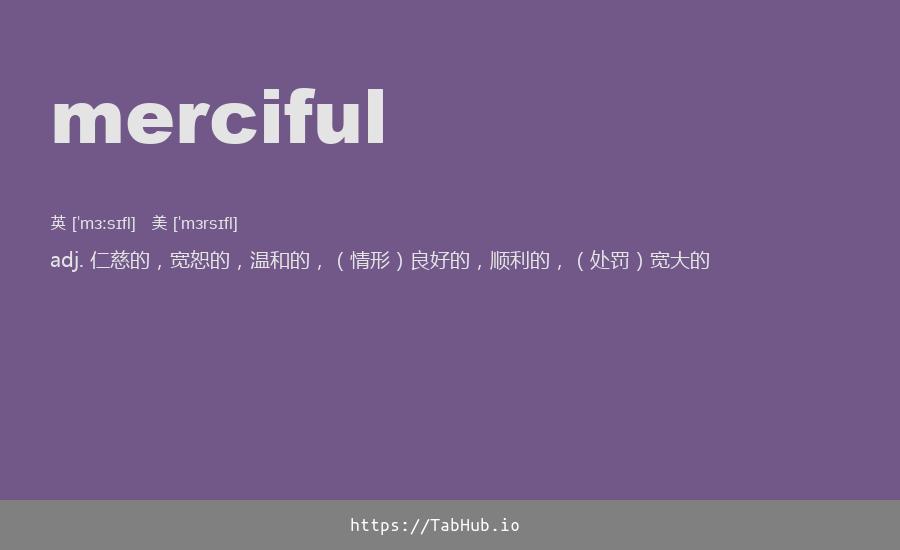 merciful
英 [ˈmɜːsɪfl] 美 [ˈmɜrsɪfl]
adj. 仁慈的，宽恕的，温和的，（情形）良好的，顺利的，（处罚）宽大的
https://TabHub.io